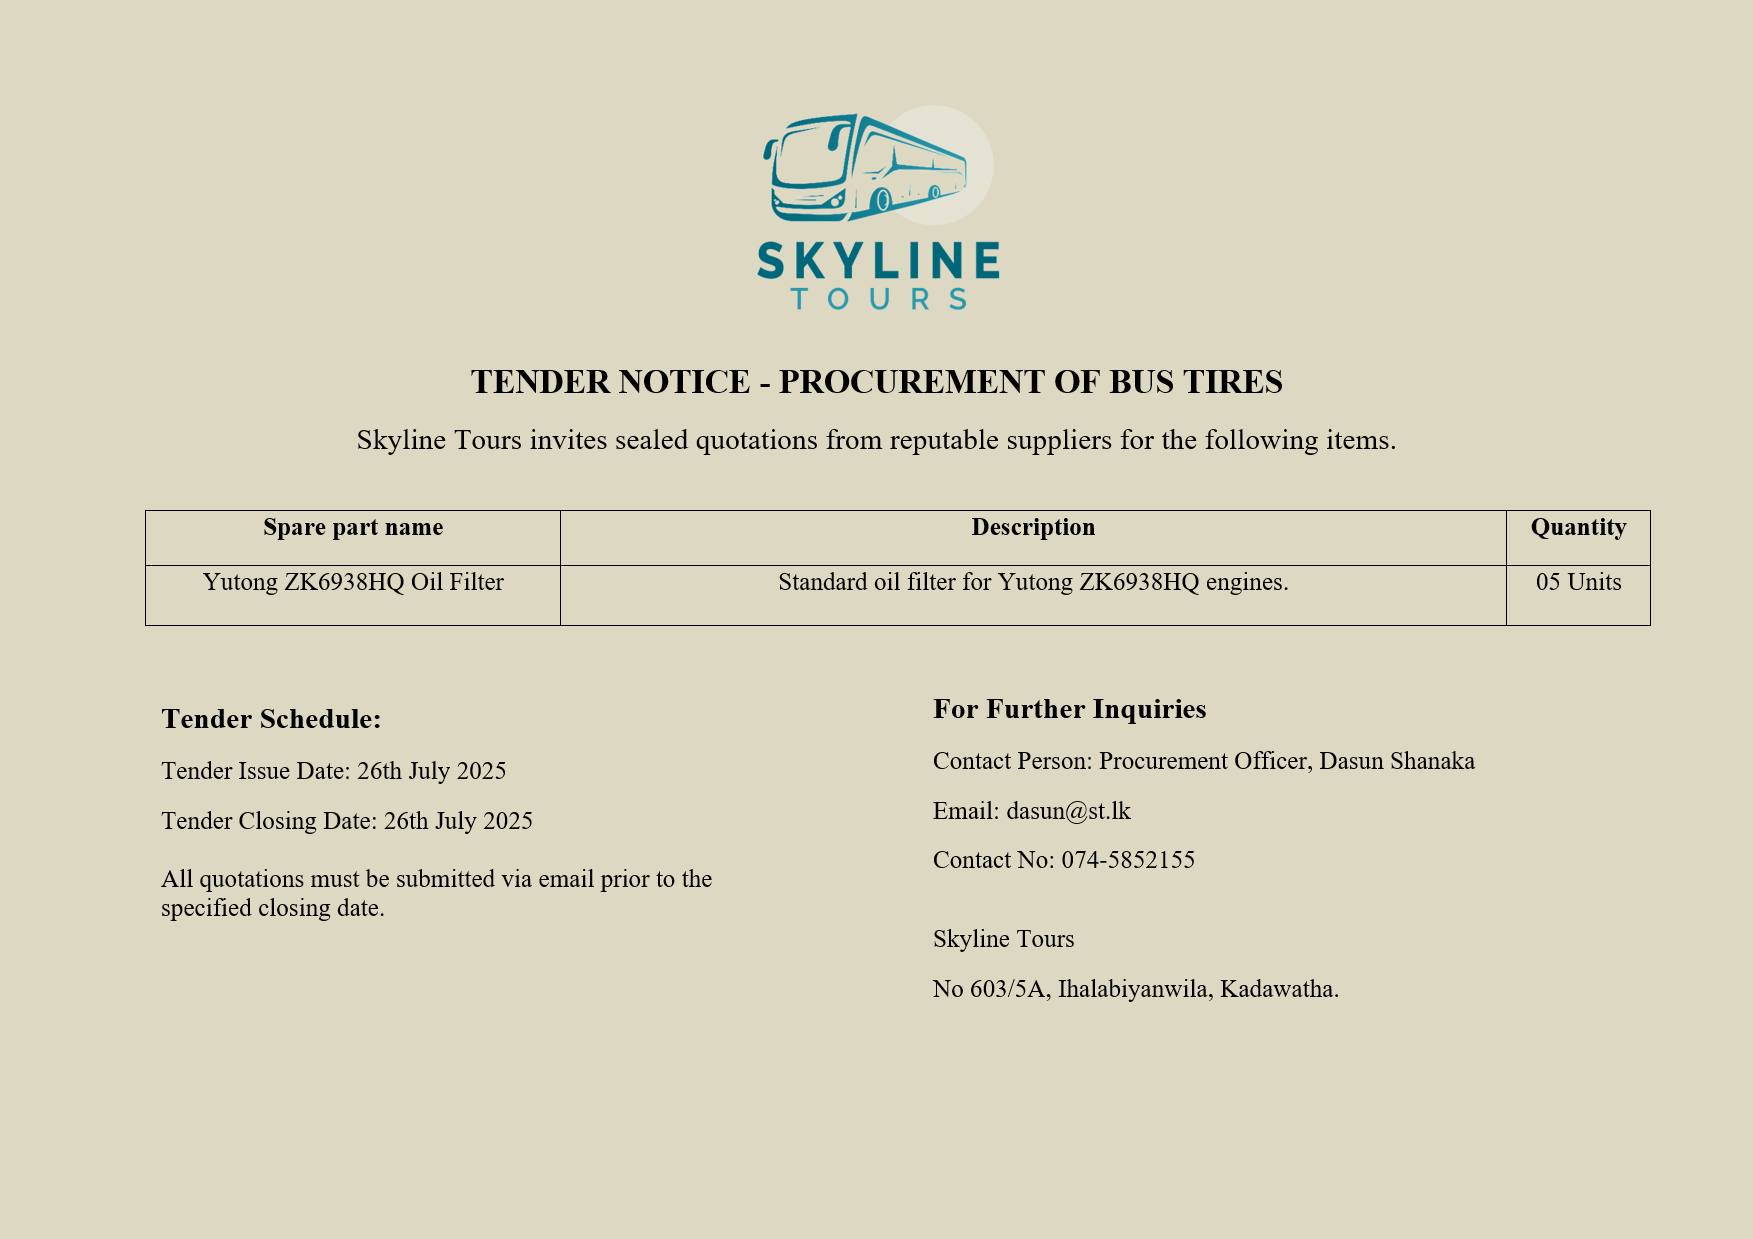 SKYLINE
TOURS
TENDER NOTICE - PROCUREMENT OF BUS TIRES
Skyline Tours invites sealed quotations from reputable suppliers for the following items.
Spare part name Description Quantity
Yutong ZK6938HQ Oil Filter Standard oil filter for Yutong ZK6938HQ engines. 05 Units
Tender Schedule:
Tender Issue Date: 26th July 2025
Tender Closing Date: 26th July 2025
All quotations must be submitted via email prior to the
specified closing date.
For Further Inquiries
Contact Person: Procurement Officer, Dasun Shanaka
Email: dasun@st.lk
Contact No: 074-5852155
Skyline Tours
No 603/5A, Ihalabiyanwila, Kadawatha.